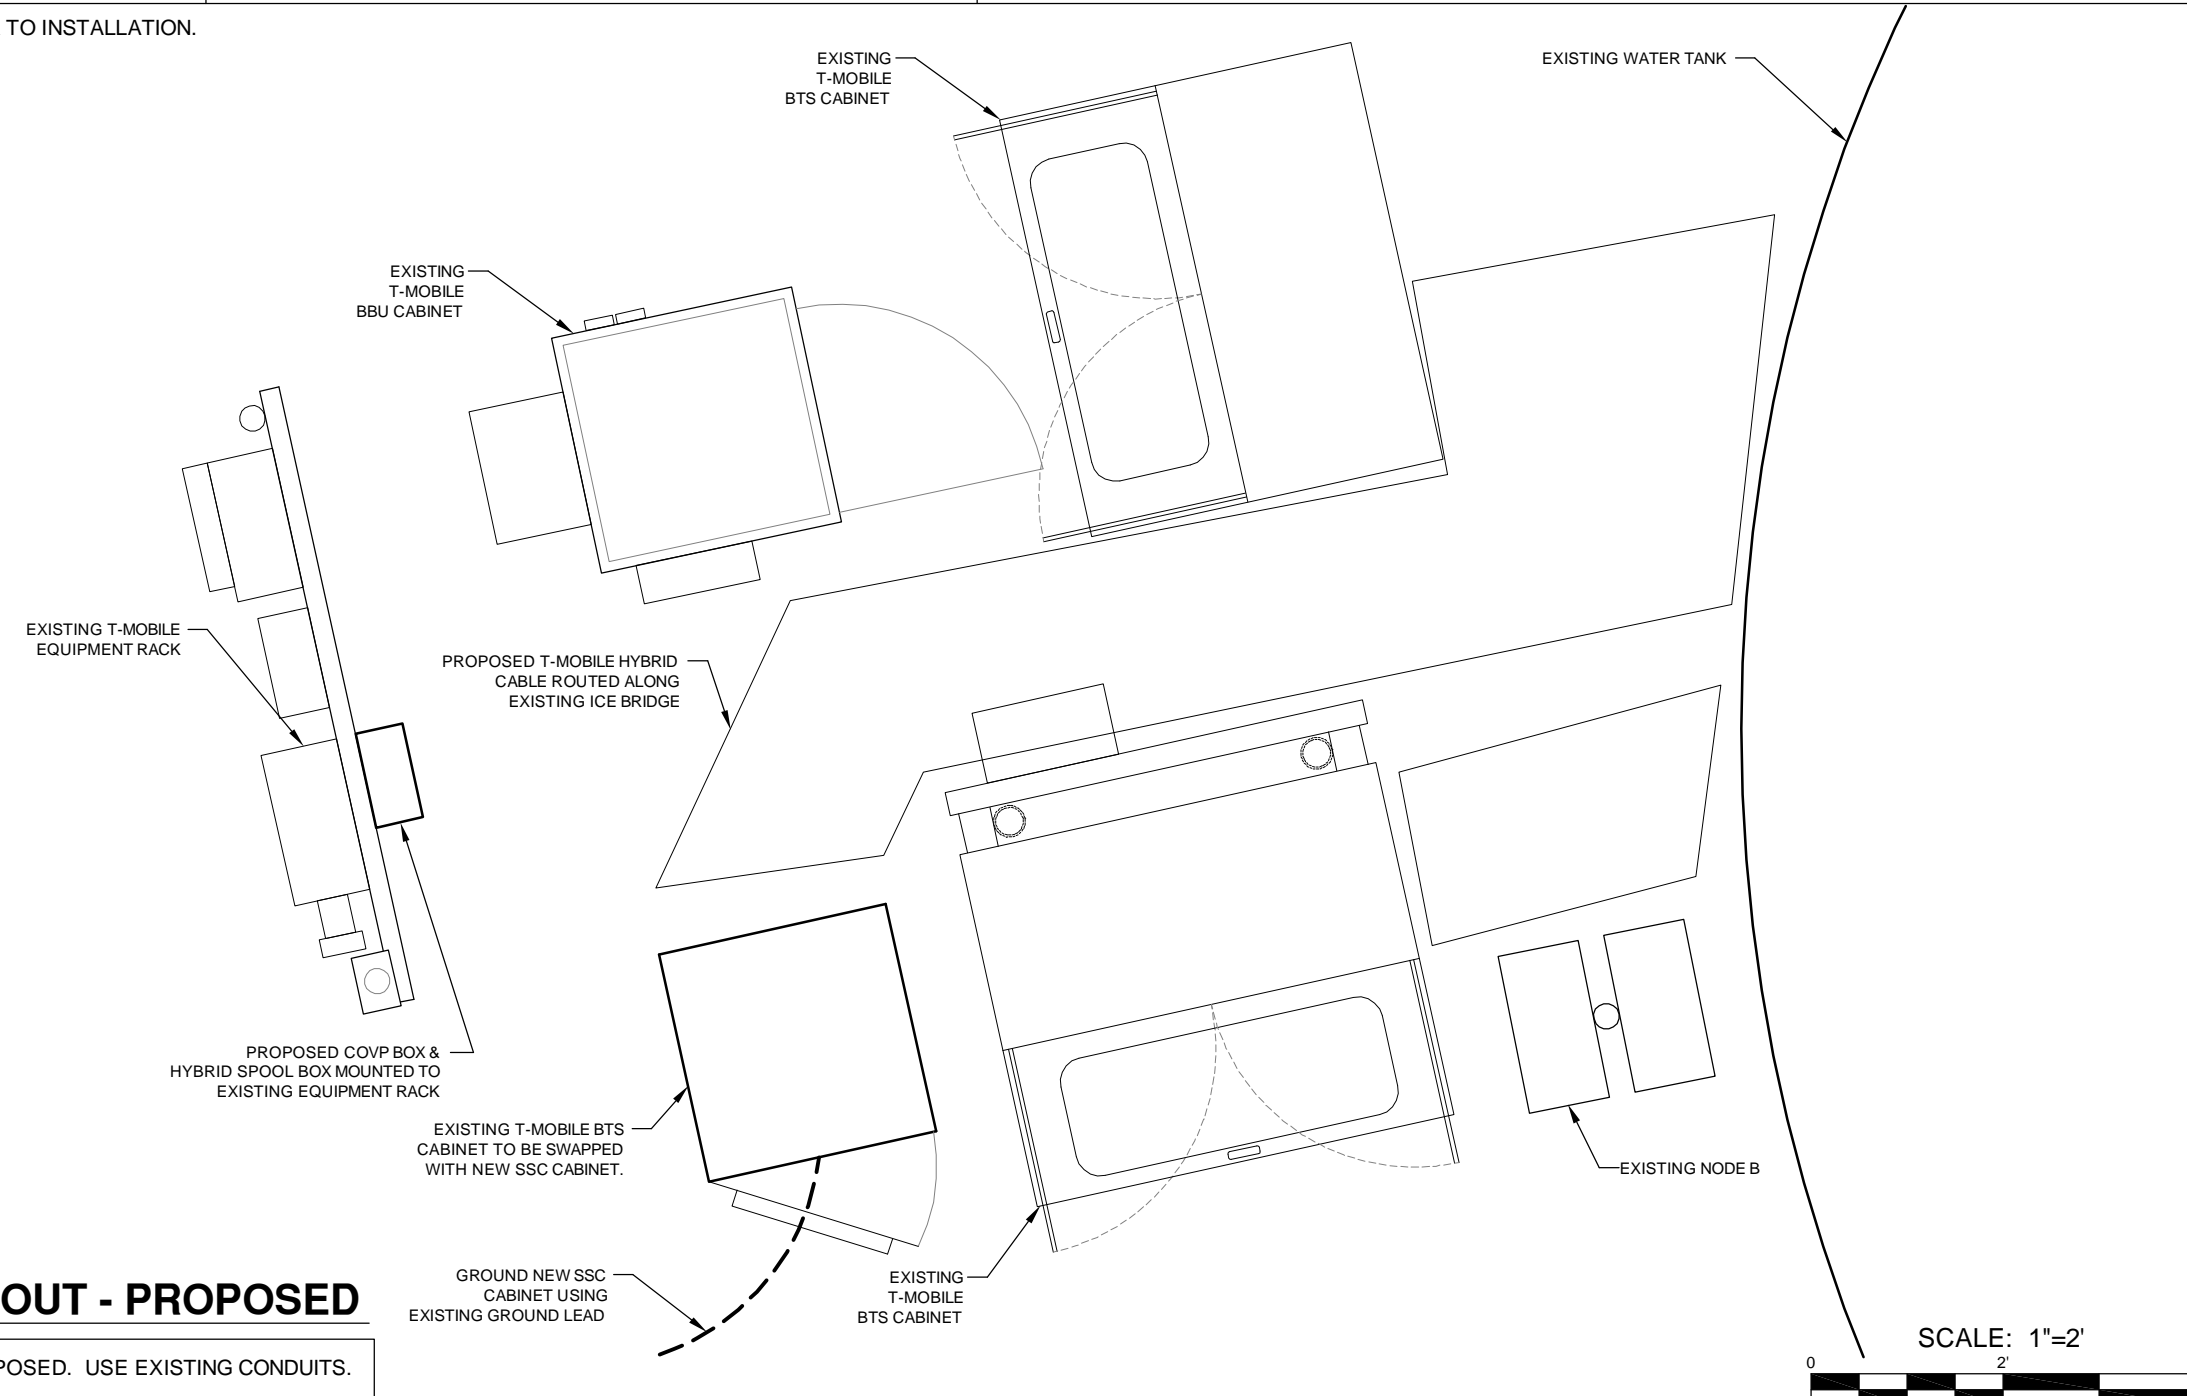 TO INSTALLATION.
EXISTING
T-MOBILE
BTS CABINET
EXISTING WATER TANK
EXISTING
T-MOBILE
BBU CABINET
EXISTING T-MOBILE
EQUIPMENT RACK
PROPOSED T-MOBILE HYBRID
CABLE ROUTED ALONG
EXISTING ICE BRIDGE
PROPOSED COVP BOX &
HYBRID SPOOL BOX MOUNTED TO
EXISTING EQUIPMENT RACK
EXISTING T-MOBILE BTS
CABINET TO BE SWAPPED
WITH NEW SSC CABINET.
EXISTING NODE B
GROUND NEW SSC
CABINET USING
EXISTING GROUND LEAD
EXISTING
T-MOBILE
BTS CABINET
OUT - PROPOSED
POSED. USE EXISTING CONDUITS.
SCALE: 1"=2'
0 2'